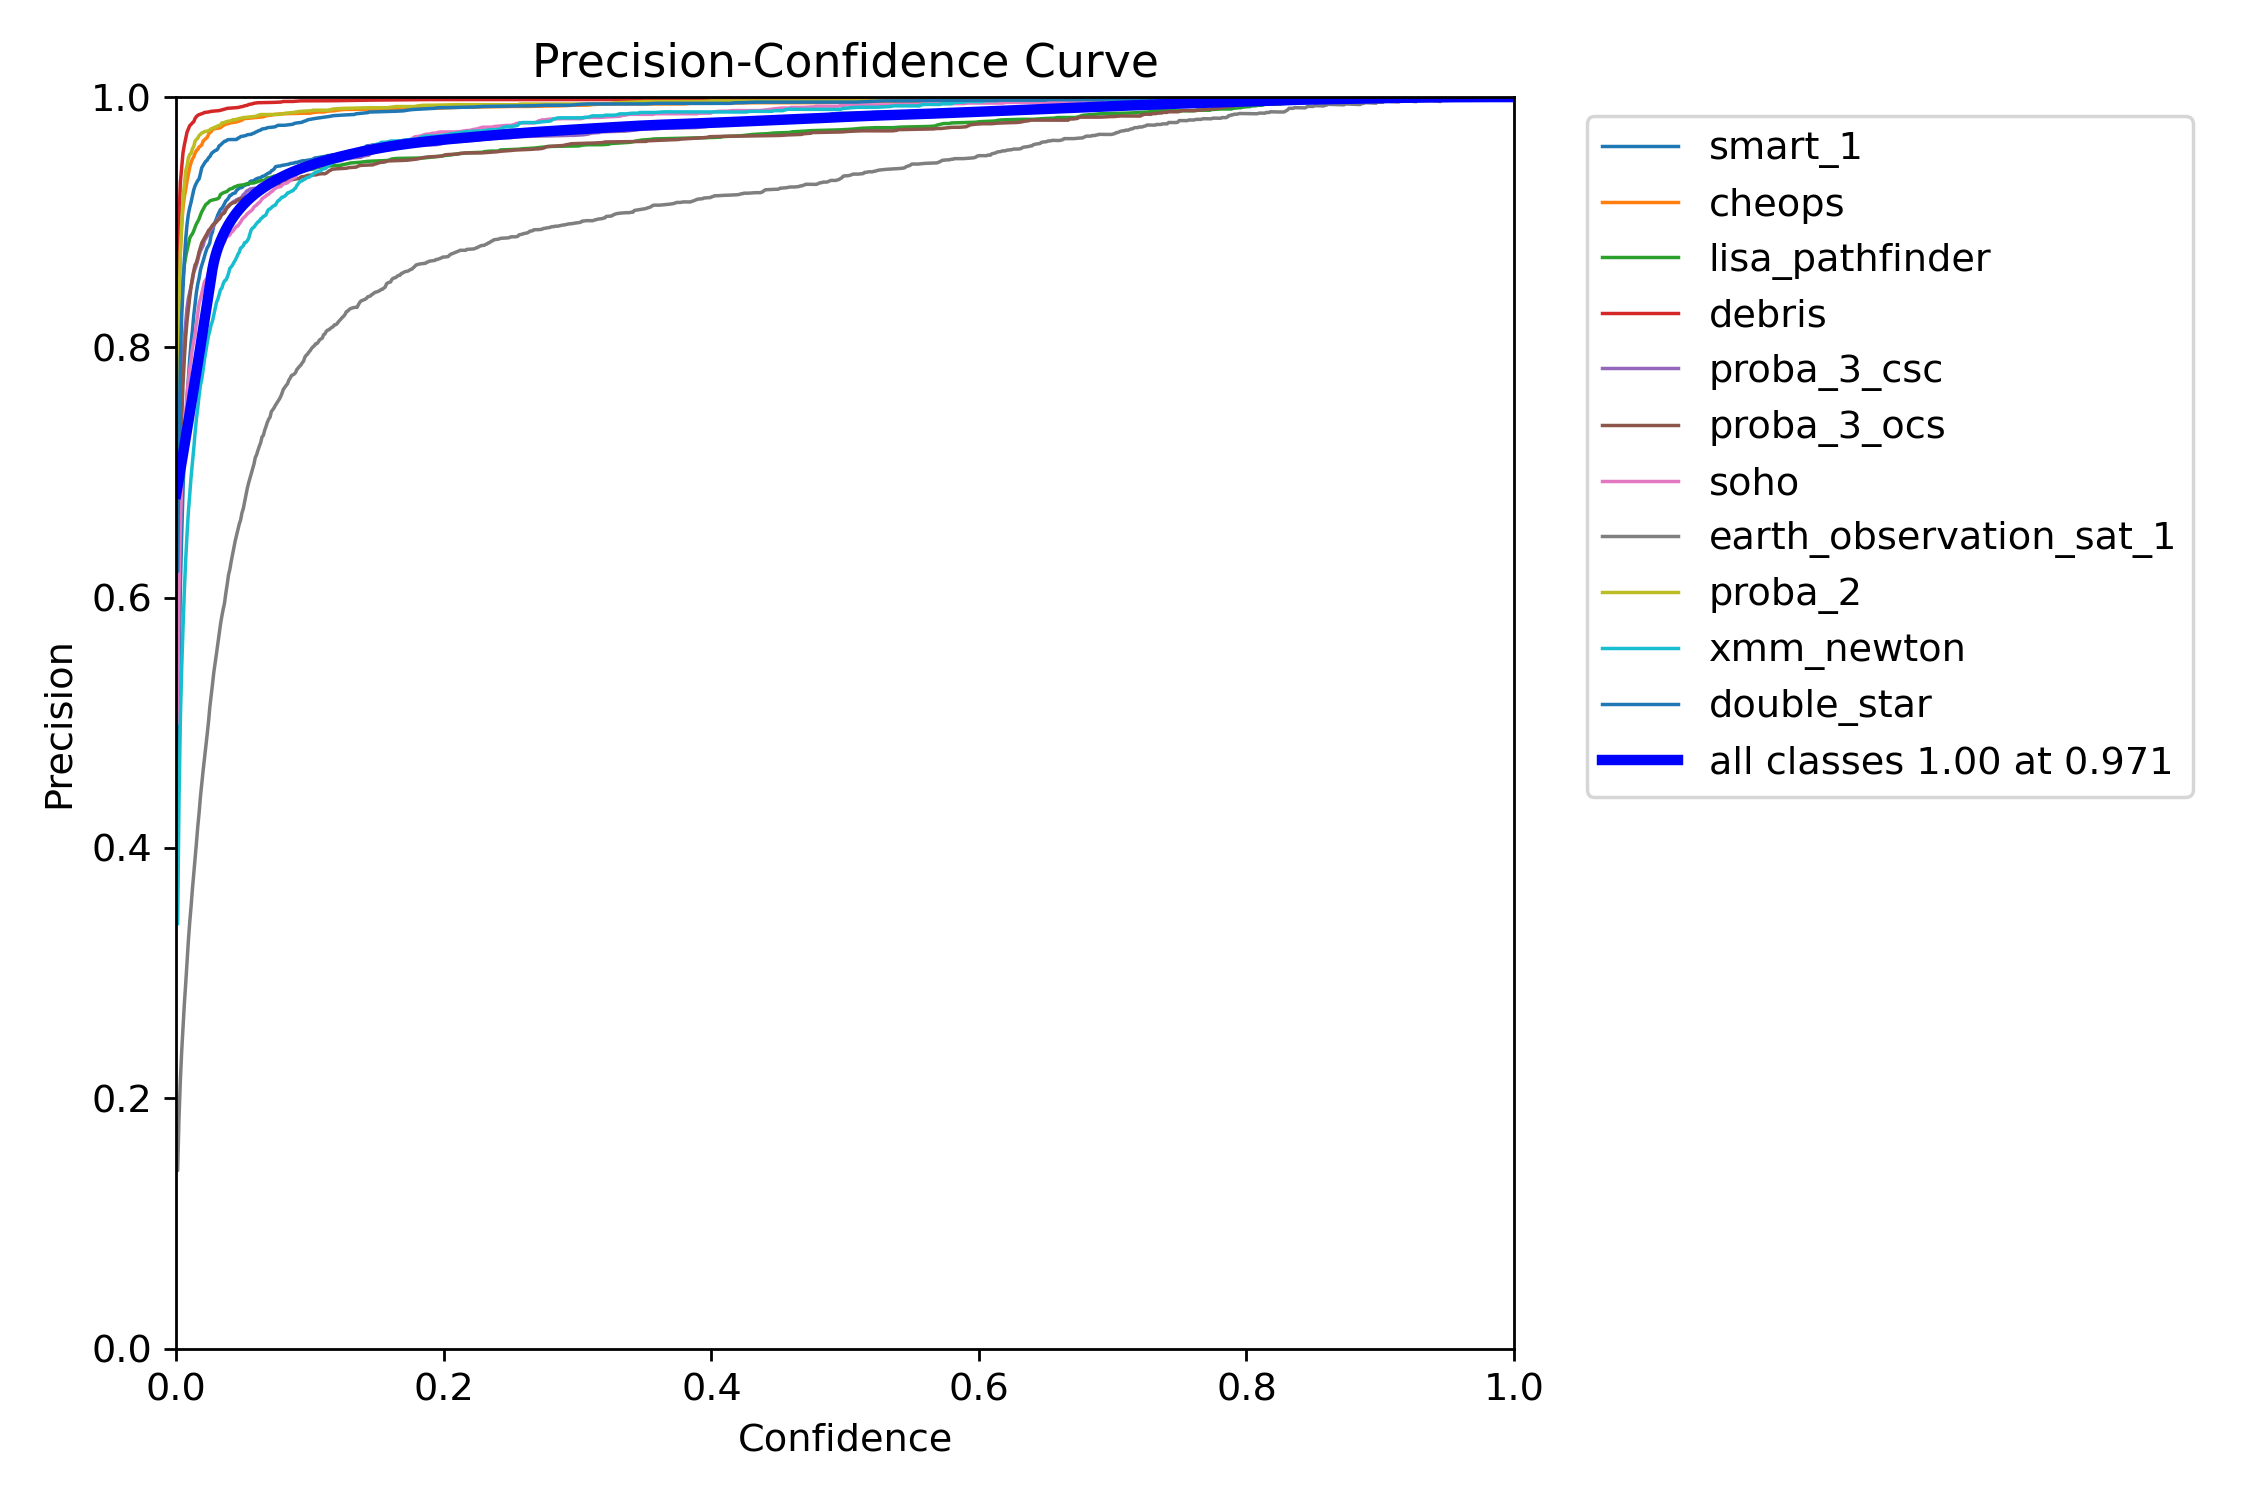 Precision-Confidence Curve
1.0
0.8
0.6
0.4
0.2
0.0
Precision
0.0 0.2 0.4 0.6 0.8 1.0
Confidence
smart_1
cheops
lisa_pathfinder
debris
proba_3_csc
proba_3_ocs
soho
earth_observation_sat_1
proba_2
xmm_newton
double_star
all classes 1.00 at 0.971